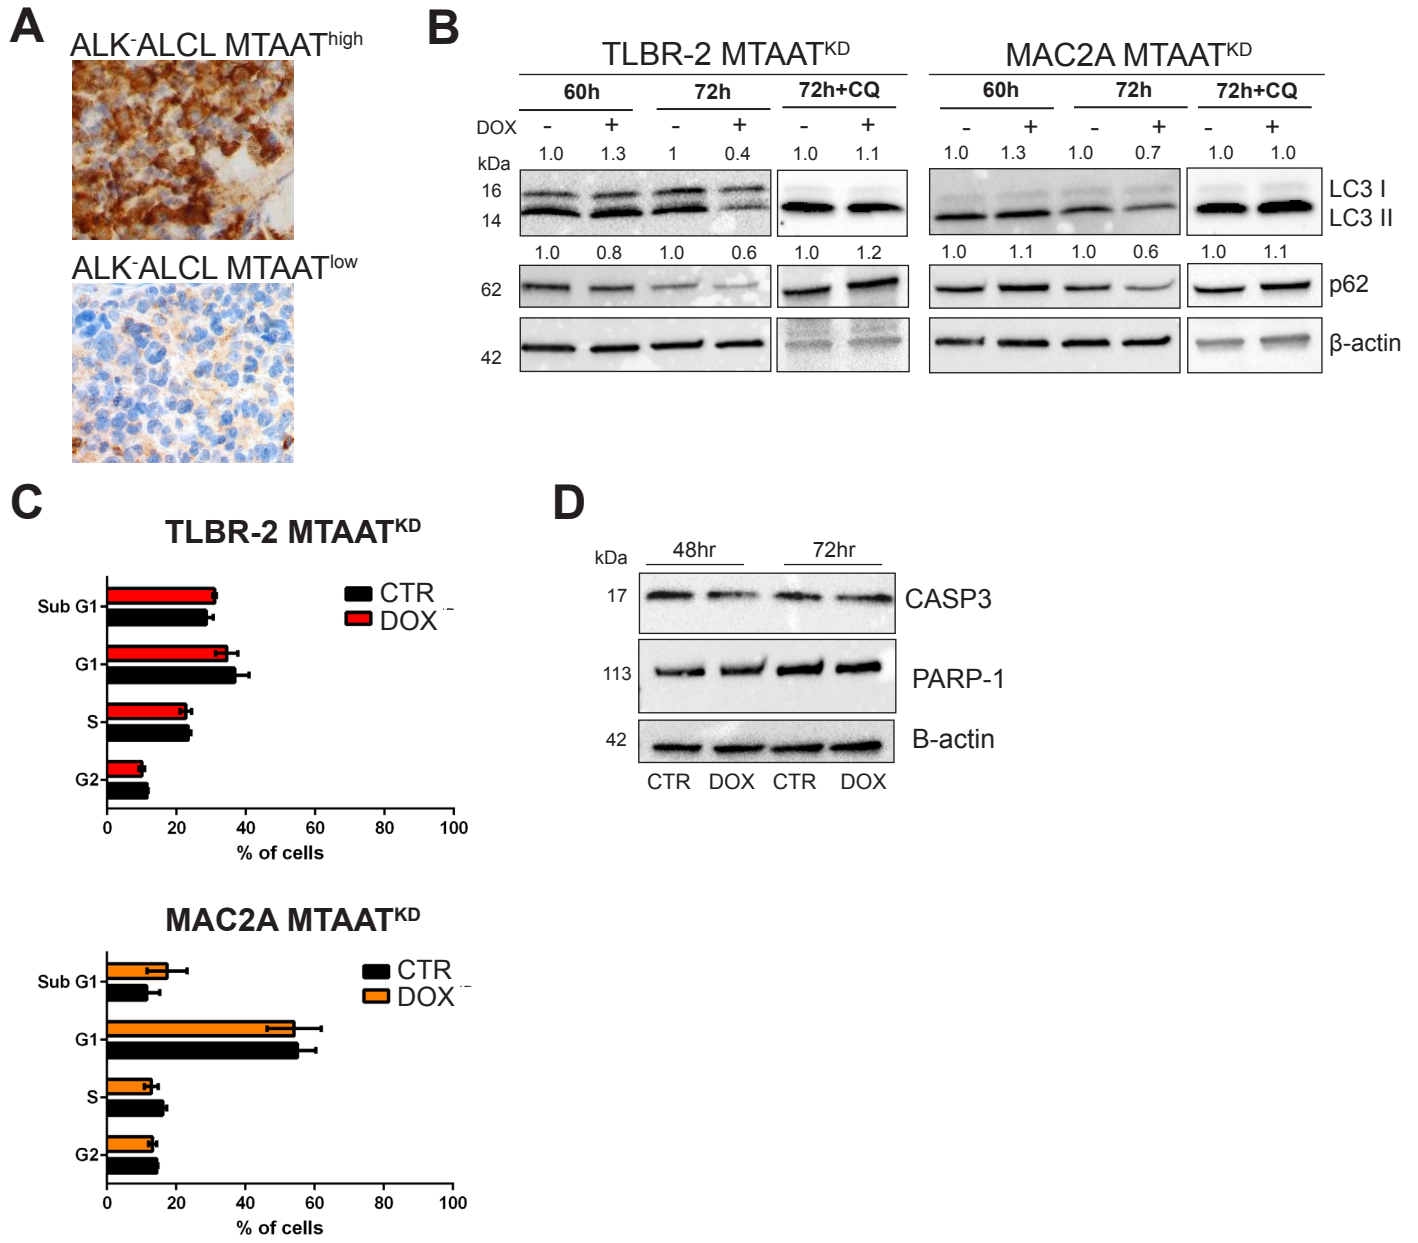 A
ALK-ALCL MTAAThigh
ALK-ALCL MTAATlow
B
TLBR-2 MTAATKD MAC2A MTAATKD
60h 72h 72h+CQ 60h 72h 72h+CQ
DOX - + - + - + - + - + - +
kDa 1.0 1.3 1 0.4 1.0 1.1 1.0 1.3 1.0 0.7 1.0 1.0
16 LC3 I
14 LC3 II
1.0 0.8 1.0 0.6 1.0 1.2 1.0 1.1 1.0 0.6 1.0 1.1
62 p62
42 β-actin
C
TLBR-2 MTAATKD
CTR
DOX
Sub G1
G1
S
G2
0 20 40 60 80 100
% of cells
MAC2A MTAATKD
CTR
DOX
Sub G1
G1
S
G2
0 20 40 60 80 100
% of cells
D
kDa 48hr 72hr
17 CASP3
113 PARP-1
42 B-actin
CTR DOX CTR DOX